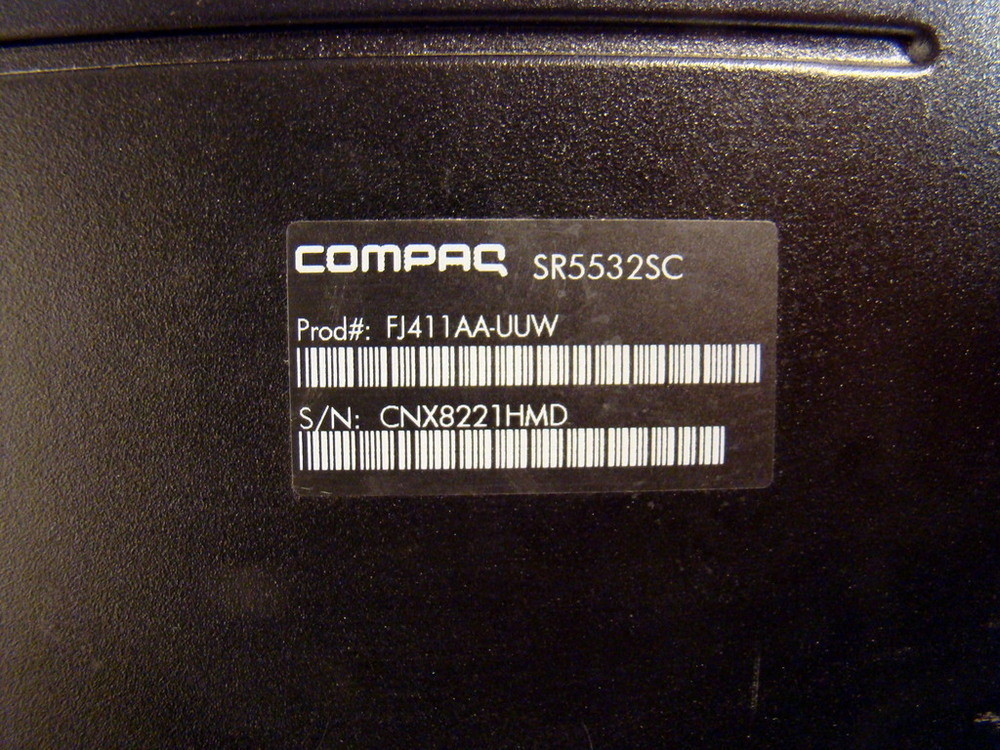 COMPAQ SR5532SC
Prod#: FJ411AA-UUW
S/N: CNX8221HMD